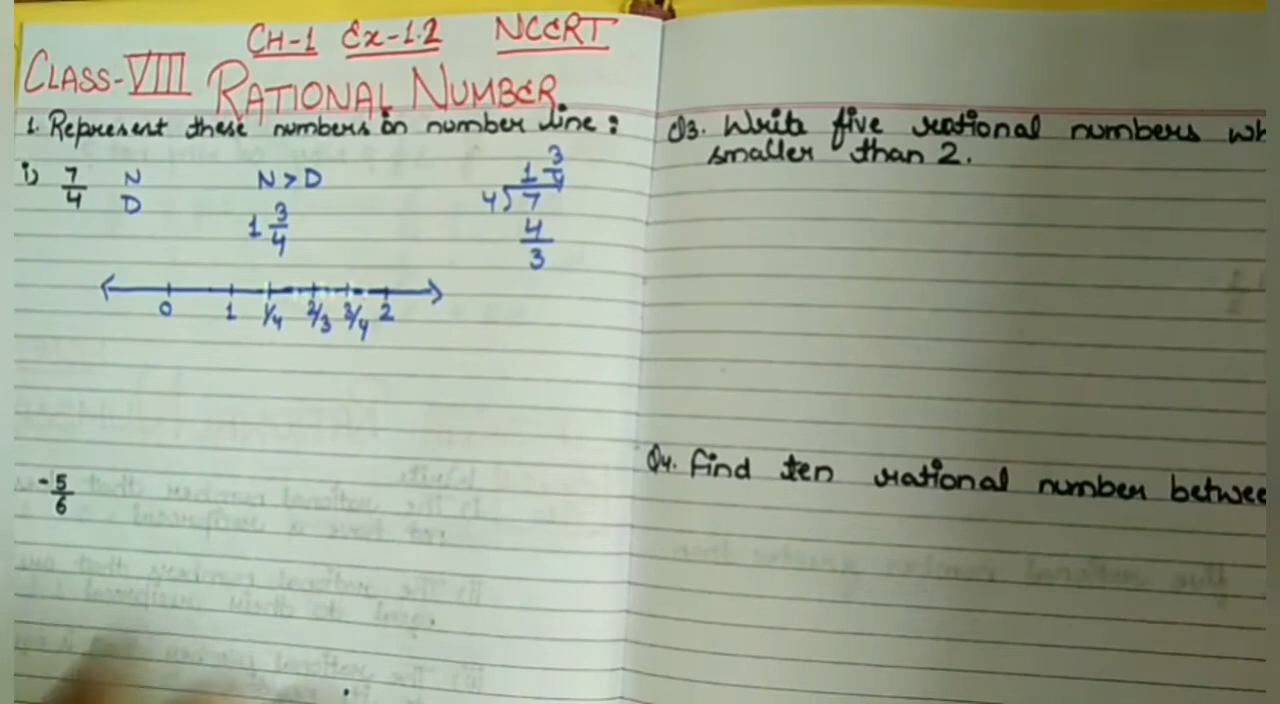 CH-1 Ex-1.2 NCERT
CLASS-VIII RATIONAL NUMBER
1. Represent these numbers on number line:
i) 7/4 N D N > D 1 3/4
1 3/4
4) 7
4
3
0 1 1/4 2/3 3/4 2
-5/6
Q3. Write five rational numbers wh
smaller than 2.
Q4. Find ten rational number betwee